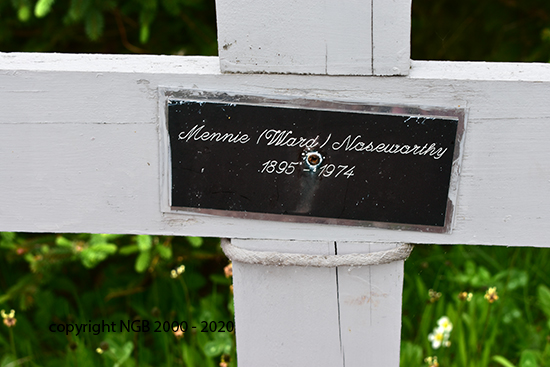 Mennie (Ward) Noseworthy
1895 - 1974
copyright NGB 2000 - 2020